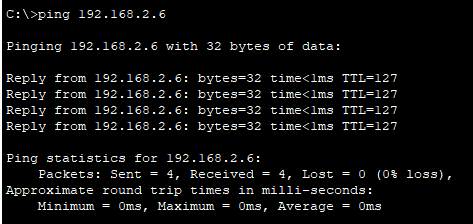 C:\>ping 192.168.2.6
Pinging 192.168.2.6 with 32 bytes of data:
Reply from 192.168.2.6: bytes=32 time<1ms TTL=127
Reply from 192.168.2.6: bytes=32 time<1ms TTL=127
Reply from 192.168.2.6: bytes=32 time<1ms TTL=127
Reply from 192.168.2.6: bytes=32 time<1ms TTL=127
Ping statistics for 192.168.2.6:
    Packets: Sent = 4, Received = 4, Lost = 0 (0% loss),
Approximate round trip times in milli-seconds:
    Minimum = 0ms, Maximum = 0ms, Average = 0ms